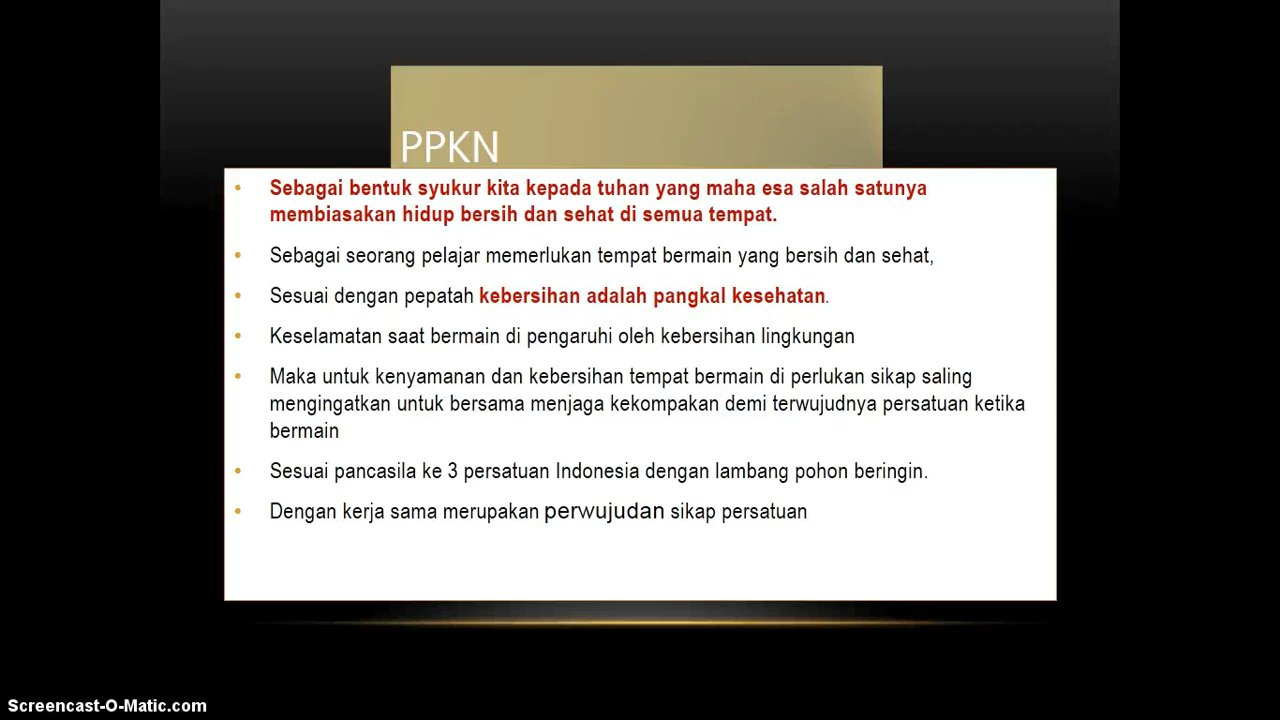 PPKN
• Sebagai bentuk syukur kita kepada tuhan yang maha esa salah satunya
membiasakan hidup bersih dan sehat di semua tempat.
• Sebagai seorang pelajar memerlukan tempat bermain yang bersih dan sehat,
• Sesuai dengan pepatah kebersihan adalah pangkal kesehatan.
• Keselamatan saat bermain di pengaruhi oleh kebersihan lingkungan
• Maka untuk kenyamanan dan kebersihan tempat bermain di perlukan sikap saling
mengingatkan untuk bersama menjaga kekompakan demi terwujudnya persatuan ketika
bermain
• Sesuai pancasila ke 3 persatuan Indonesia dengan lambang pohon beringin.
• Dengan kerja sama merupakan perwujudan sikap persatuan
Screencast-O-Matic.com